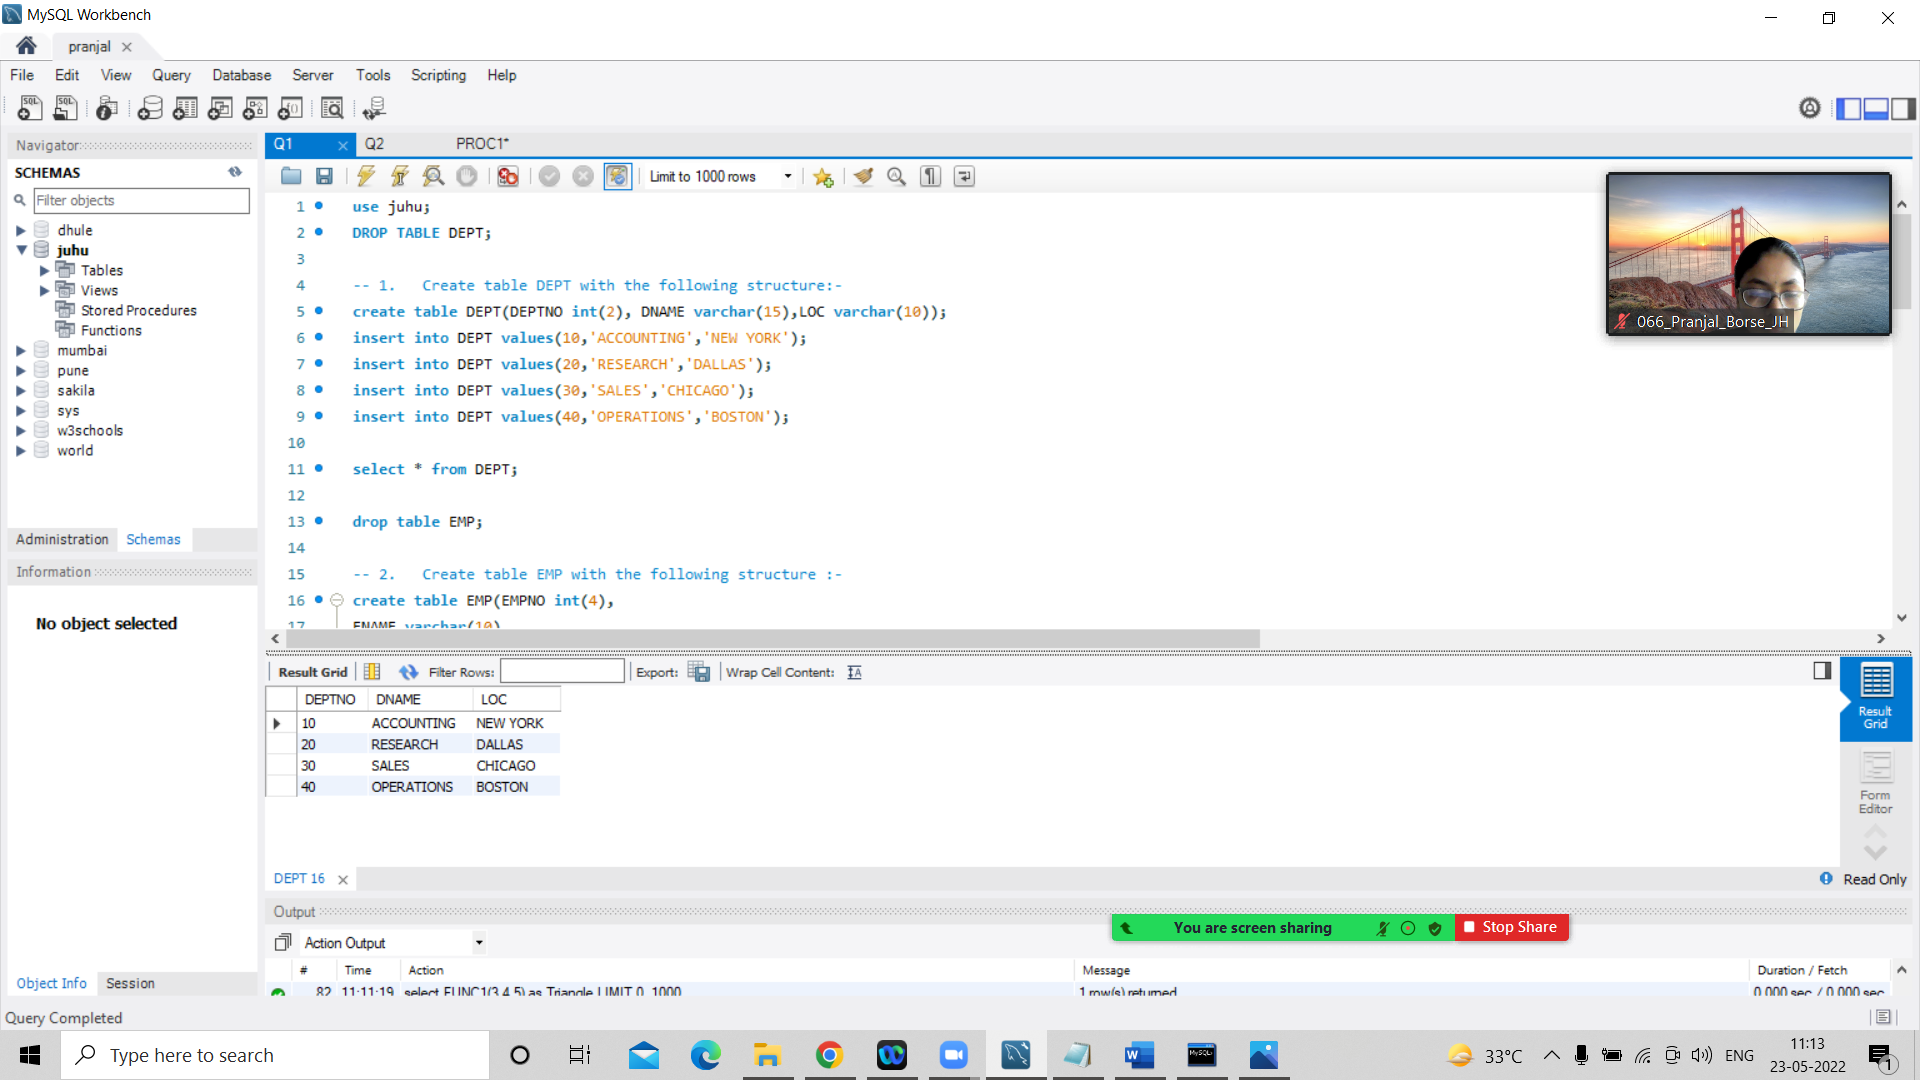 MySQL Workbench
pranjal
File Edit View Query Database Server Tools Scripting Help
Navigator
SCHEMAS
Filter objects
dhule
juhu
Tables
Views
Stored Procedures
Functions
mumbai
pune
sakila
sys
w3schools
world
Administration Schemas
Information
No object selected
Object Info Session
Q1 Q2 PROC1*
Limit to 1000 rows
1 use juhu;
2 DROP TABLE DEPT;
3
4 -- 1. Create table DEPT with the following structure:-
5 create table DEPT(DEPTNO int(2), DNAME varchar(15),LOC varchar(10));
6 insert into DEPT values(10,'ACCOUNTING','NEW YORK');
7 insert into DEPT values(20,'RESEARCH','DALLAS');
8 insert into DEPT values(30,'SALES','CHICAGO');
9 insert into DEPT values(40,'OPERATIONS','BOSTON');
10
11 select * from DEPT;
12
13 drop table EMP;
14
15 -- 2. Create table EMP with the following structure :-
16 create table EMP(EMPNO int(4),
17 ENAME varchar(10)
066_Pranjal_Borse_JH
Result Grid Filter Rows: Export: Wrap Cell Content:
DEPTNO DNAME LOC
10 ACCOUNTING NEW YORK
20 RESEARCH DALLAS
30 SALES CHICAGO
40 OPERATIONS BOSTON
Result
Grid
Form
Editor
DEPT 16
Read Only
Output
You are screen sharing Stop Share
Action Output
# Time Action Message Duration / Fetch
82 11:11:19 select FUNC1(3,4,5) as Triangle LIMIT 0, 1000 1 row(s) returned 0.000 sec / 0.000 sec
Query Completed
Type here to search
33°C ENG
11:13
23-05-2022
1